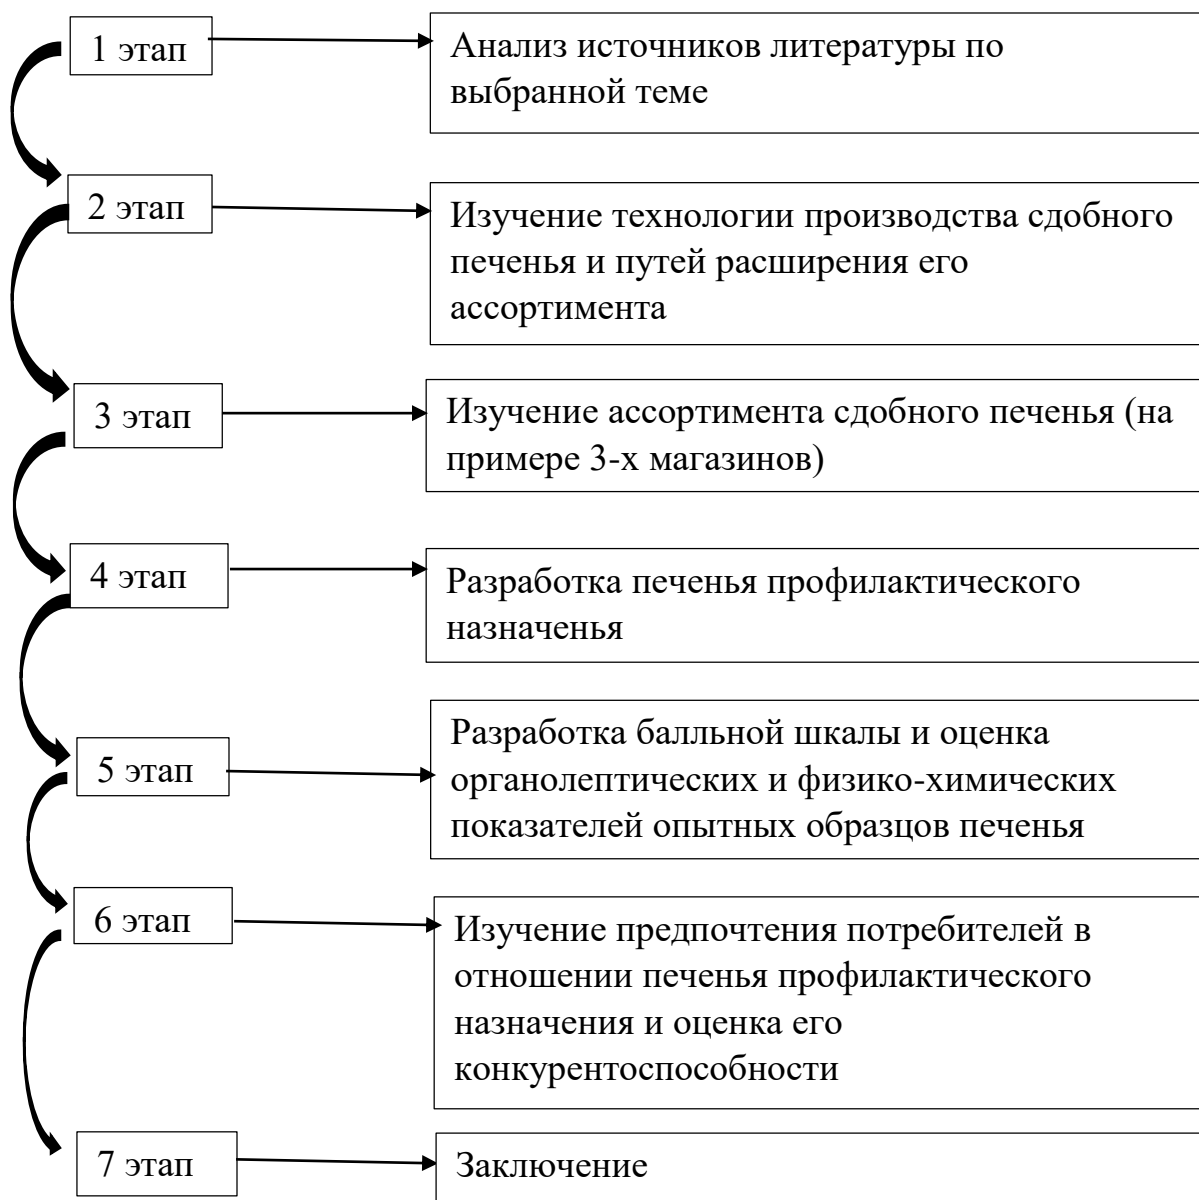 1 этап
Анализ источников литературы по
выбранной теме
2 этап
Изучение технологии производства сдобного
печенья и путей расширения его
ассортимента
3 этап
Изучение ассортимента сдобного печенья (на
примере 3-х магазинов)
4 этап
Разработка печенья профилактического
назначенья
5 этап
Разработка балльной шкалы и оценка
органолептических и физико-химических
показателей опытных образцов печенья
6 этап
Изучение предпочтения потребителей в
отношении печенья профилактического
назначения и оценка его
конкурентоспособности
7 этап
Заключение